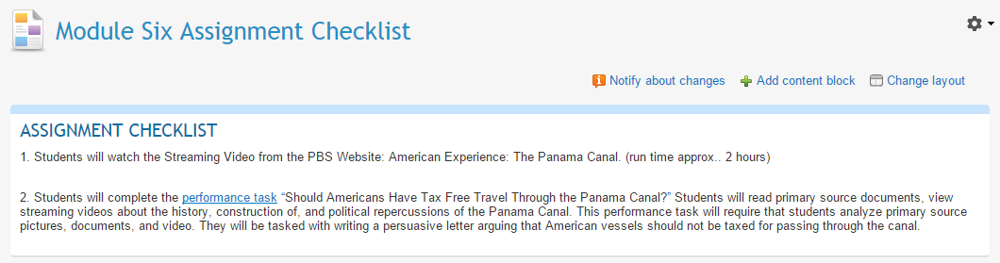 Module Six Assignment Checklist
Notify about changes Add content block Change layout
ASSIGNMENT CHECKLIST
1. Students will watch the Streaming Video from the PBS Website: American Experience: The Panama Canal. (run time approx.. 2 hours)
2. Students will complete the performance task “Should Americans Have Tax Free Travel Through the Panama Canal?” Students will read primary source documents, view
streaming videos about the history, construction of, and political repercussions of the Panama Canal. This performance task will require that students analyze primary source
pictures, documents, and video. They will be tasked with writing a persuasive letter arguing that American vessels should not be taxed for passing through the canal.